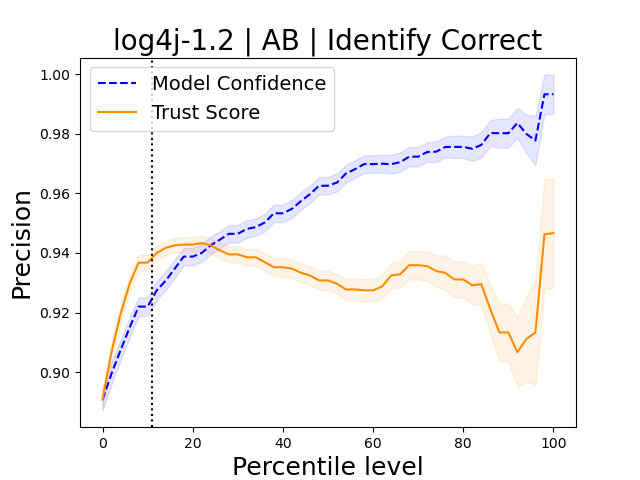 log4j-1.2 | AB | Identify Correct
Model Confidence
Trust Score
Precision
1.00
0.98
0.96
0.94
0.92
0.90
0
20
40
60
80
100
Percentile level